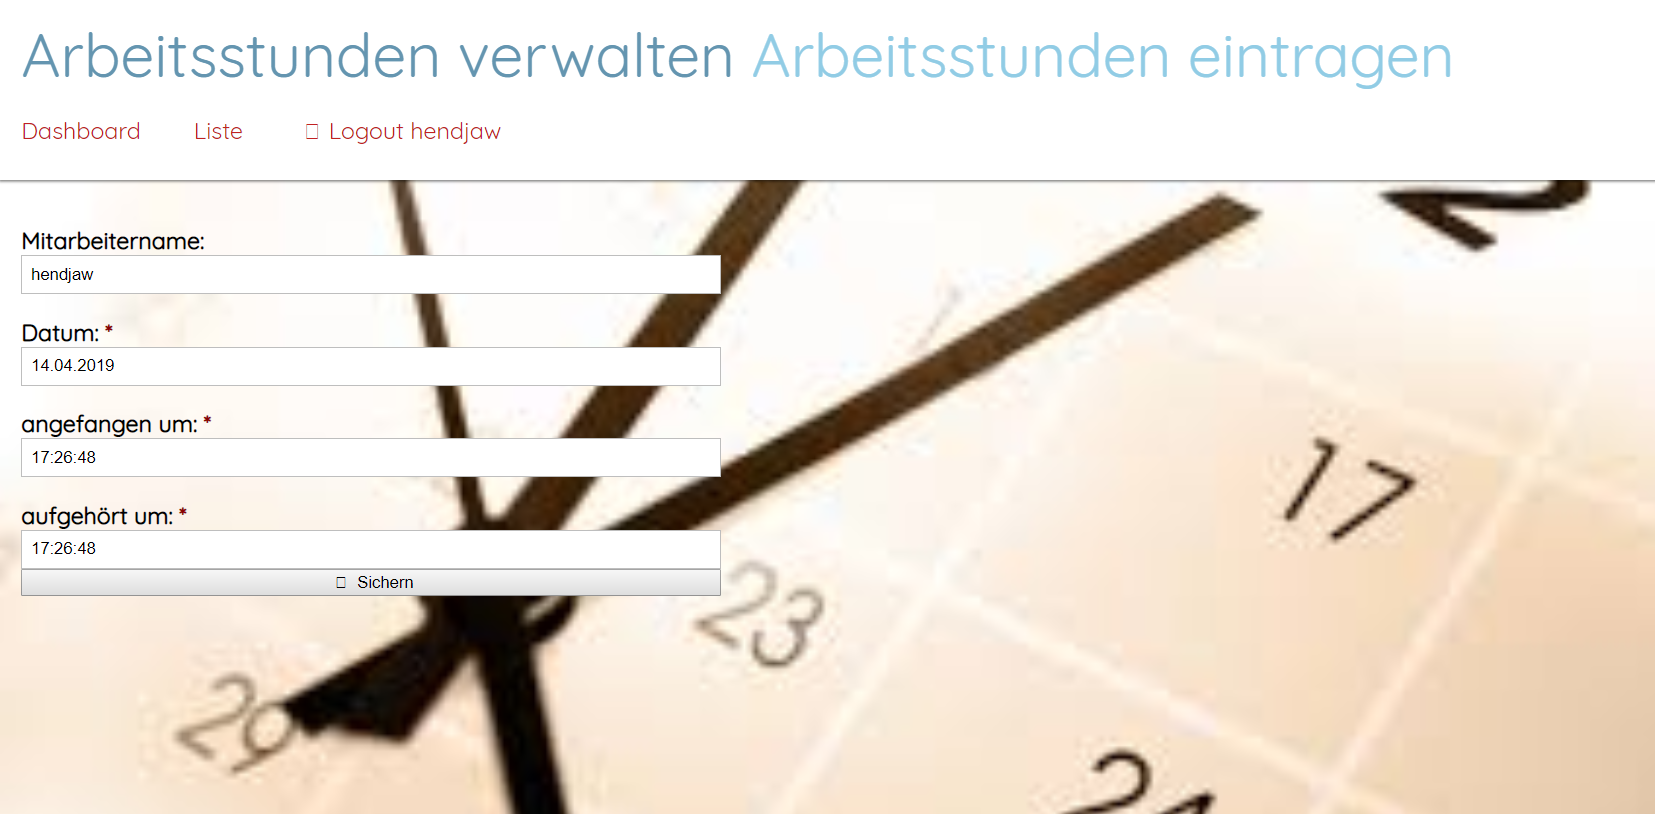 Arbeitsstunden verwalten Arbeitsstunden eintragen
Dashboard Liste Logout hendjaw
Mitarbeitername:
hendjaw
Datum: *
14.04.2019
angefangen um: *
17:26:48
aufgehört um: *
17:26:48
Sichern
2
17
23
29
24